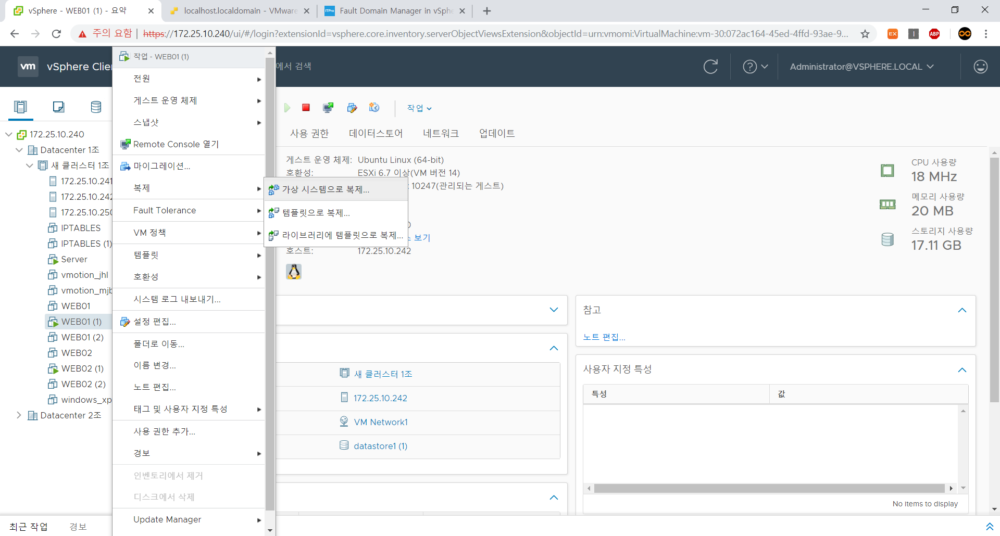 vSphere - WEB01 (1) - 요약
localhost.localdomain - VMware
ITPro
Fault Domain Manager in vSphe
주의 요함 | https://172.25.10.240/ui/#/login?extensionId=vsphere.core.inventory.serverObjectViewsExtension&objectId=urn:vmomi:VirtualMachine:vm-30:072ac164-45ed-4ffd-93ae-9...
EX
I
ABP
vm
vSphere Clie
에서 검색
Administrator@VSPHERE.LOCAL
작업 - WEB01 (1)
전원
게스트 운영 체제
스냅샷
Remote Console 열기
마이그레이션...
복제
Fault Tolerance
VM 정책
템플릿
호환성
시스템 로그 내보내기...
설정 편집...
폴더로 이동...
이름 변경...
노트 편집...
태그 및 사용자 지정 특성
사용 권한 추가...
경보
인벤토리에서 제거
디스크에서 삭제
Update Manager
가상 시스템으로 복제...
템플릿으로 복제...
라이브러리에 템플릿으로 복제...
172.25.10.240
Datacenter 1조
새 클러스터 1조
172.25.10.241
172.25.10.242
172.25.10.250
IPTABLES
IPTABLES (1)
Server
vmotion_jhl
vmotion_mjb
WEB01
WEB01 (1)
WEB01 (2)
WEB02
WEB02 (1)
WEB02 (2)
windows_xp
Datacenter 2조
작업
사용 권한
데이터스토어
네트워크
업데이트
게스트 운영 체제: Ubuntu Linux (64-bit)
호환성: ESXi 6.7 이상(VM 버전 14)
10247(관리되는 게스트)
0
보기
호스트: 172.25.10.242
CPU 사용량
18 MHz
메모리 사용량
20 MB
스토리지 사용량
17.11 GB
새 클러스터 1조
172.25.10.242
VM Network1
datastore1 (1)
참고
노트 편집...
사용자 지정 특성
특성
값
No items to display
최근 작업
경보